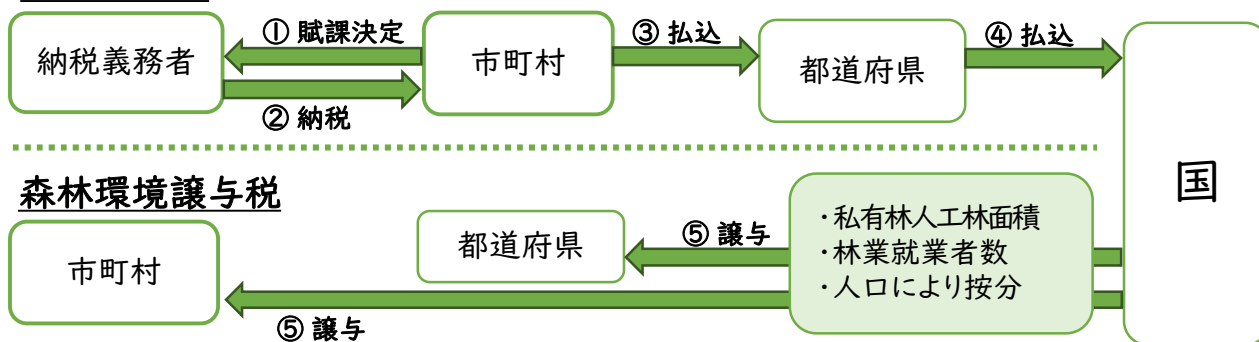 納税義務者
① 賦課決定
② 納税
市町村
③ 払込
都道府県
④ 払込
国
森林環境譲与税
市町村
都道府県
⑤ 譲与
⑤ 譲与
・私有林人工林面積
・林業就業者数
・人口により按分